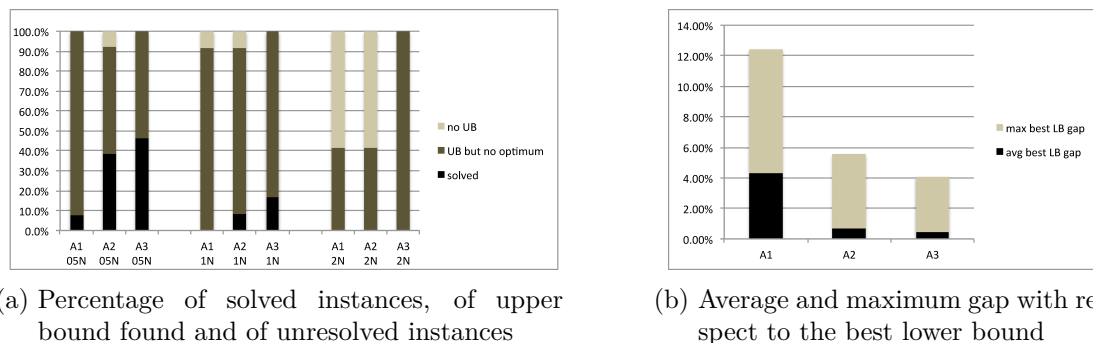 100.0%
90.0%
80.0%
70.0%
60.0%
50.0%
40.0%
30.0%
20.0%
10.0%
0.0%
A1 A2 A3 A1 A2 A3 A1 A2 A3
05N 05N 05N 1N 1N 1N 2N 2N 2N
no UB
UB but no optimum
solved
14.00%
12.00%
10.00%
8.00%
6.00%
4.00%
2.00%
0.00%
A1 A2 A3
max best LB gap
avg best LB gap
(a) Percentage of solved instances, of upper
bound found and of unresolved instances
(b) Average and maximum gap with re
spect to the best lower bound